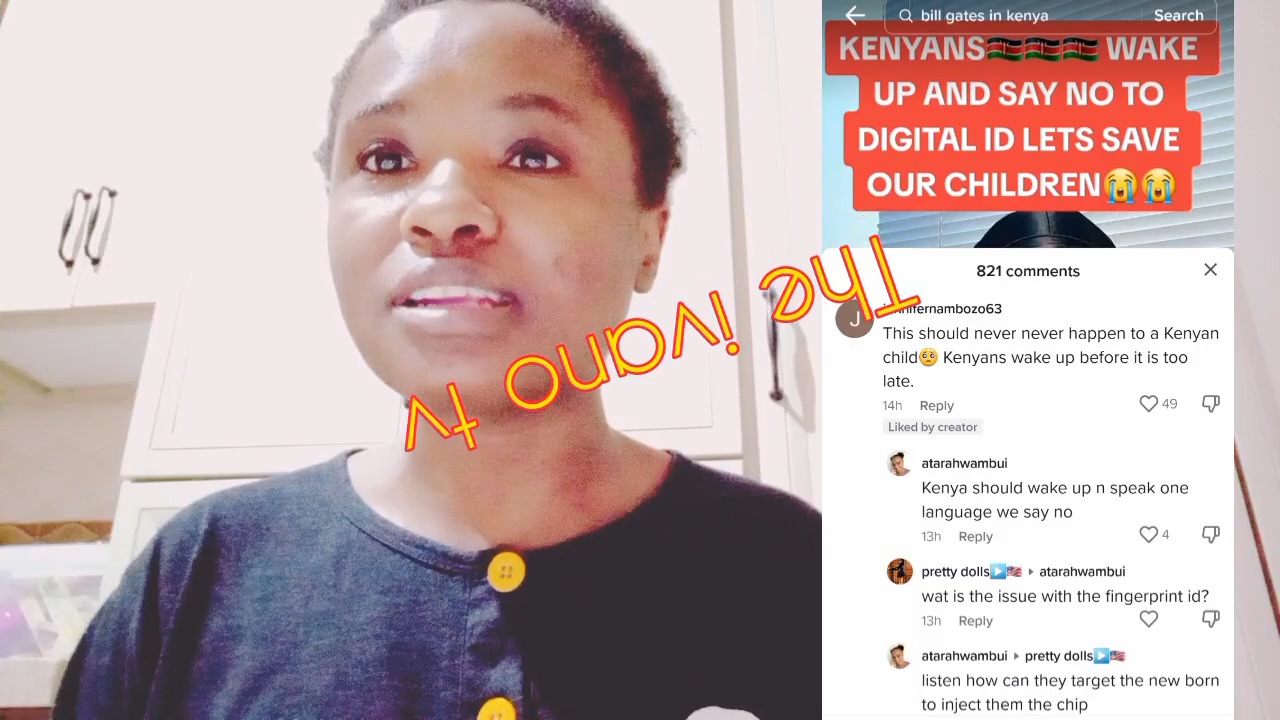 bill gates in kenya
Search
KENYANS🇰🇪🇰🇪🇰🇪 WAKE
UP AND SAY NO TO
DIGITAL ID LETS SAVE
OUR CHILDREN😭😭
821 comments
J
This should never never happen to a Kenyan
child🥺 Kenyans wake up before it is too
late.
14h Reply
49
Liked by creator
atarahwambui
Kenya should wake up n speak one
language we say no
13h Reply
4
pretty dolls▶️🇺🇸 ▸ atarahwambui
wat is the issue with the fingerprint id?
13h Reply
atarahwambui ▸ pretty dolls▶️🇺🇸
listen how can they target the new born
to inject them the chip
The ivano tv